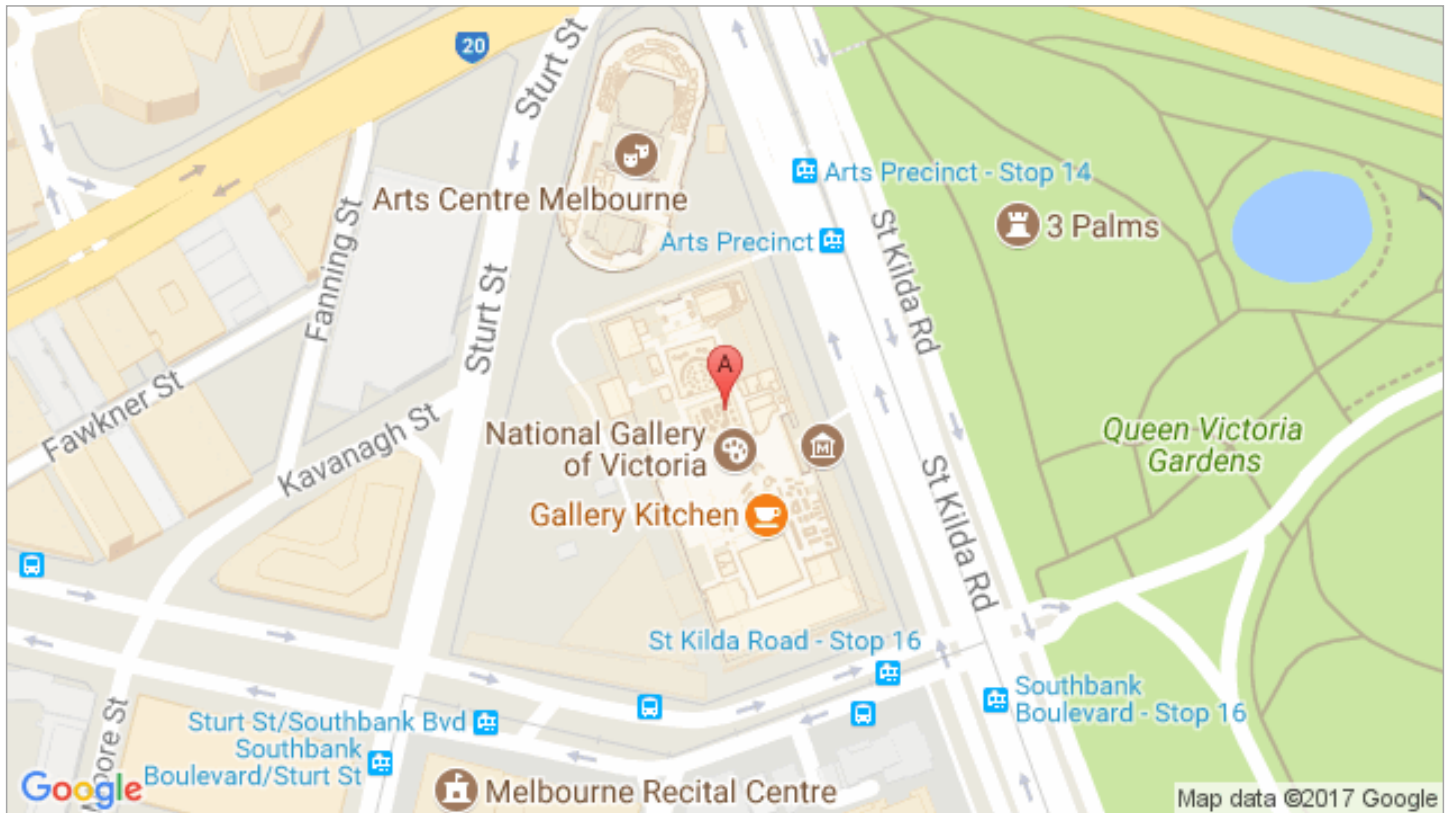 20
Sturt St
Arts Centre Melbourne
Arts Precinct - Stop 14
3 Palms
Arts Precinct
St Kilda Rd
Fanning St
Sturt St
A
Fawkner St
Kavanagh St
National Gallery
of Victoria
M
Queen Victoria
Gardens
Gallery Kitchen
St Kilda Rd
St Kilda Road - Stop 16
Southbank
Boulevard - Stop 16
Sturt St/Southbank Bvd
Southbank
Boulevard/Sturt St
Google
Melbourne Recital Centre
Map data ©2017 Google